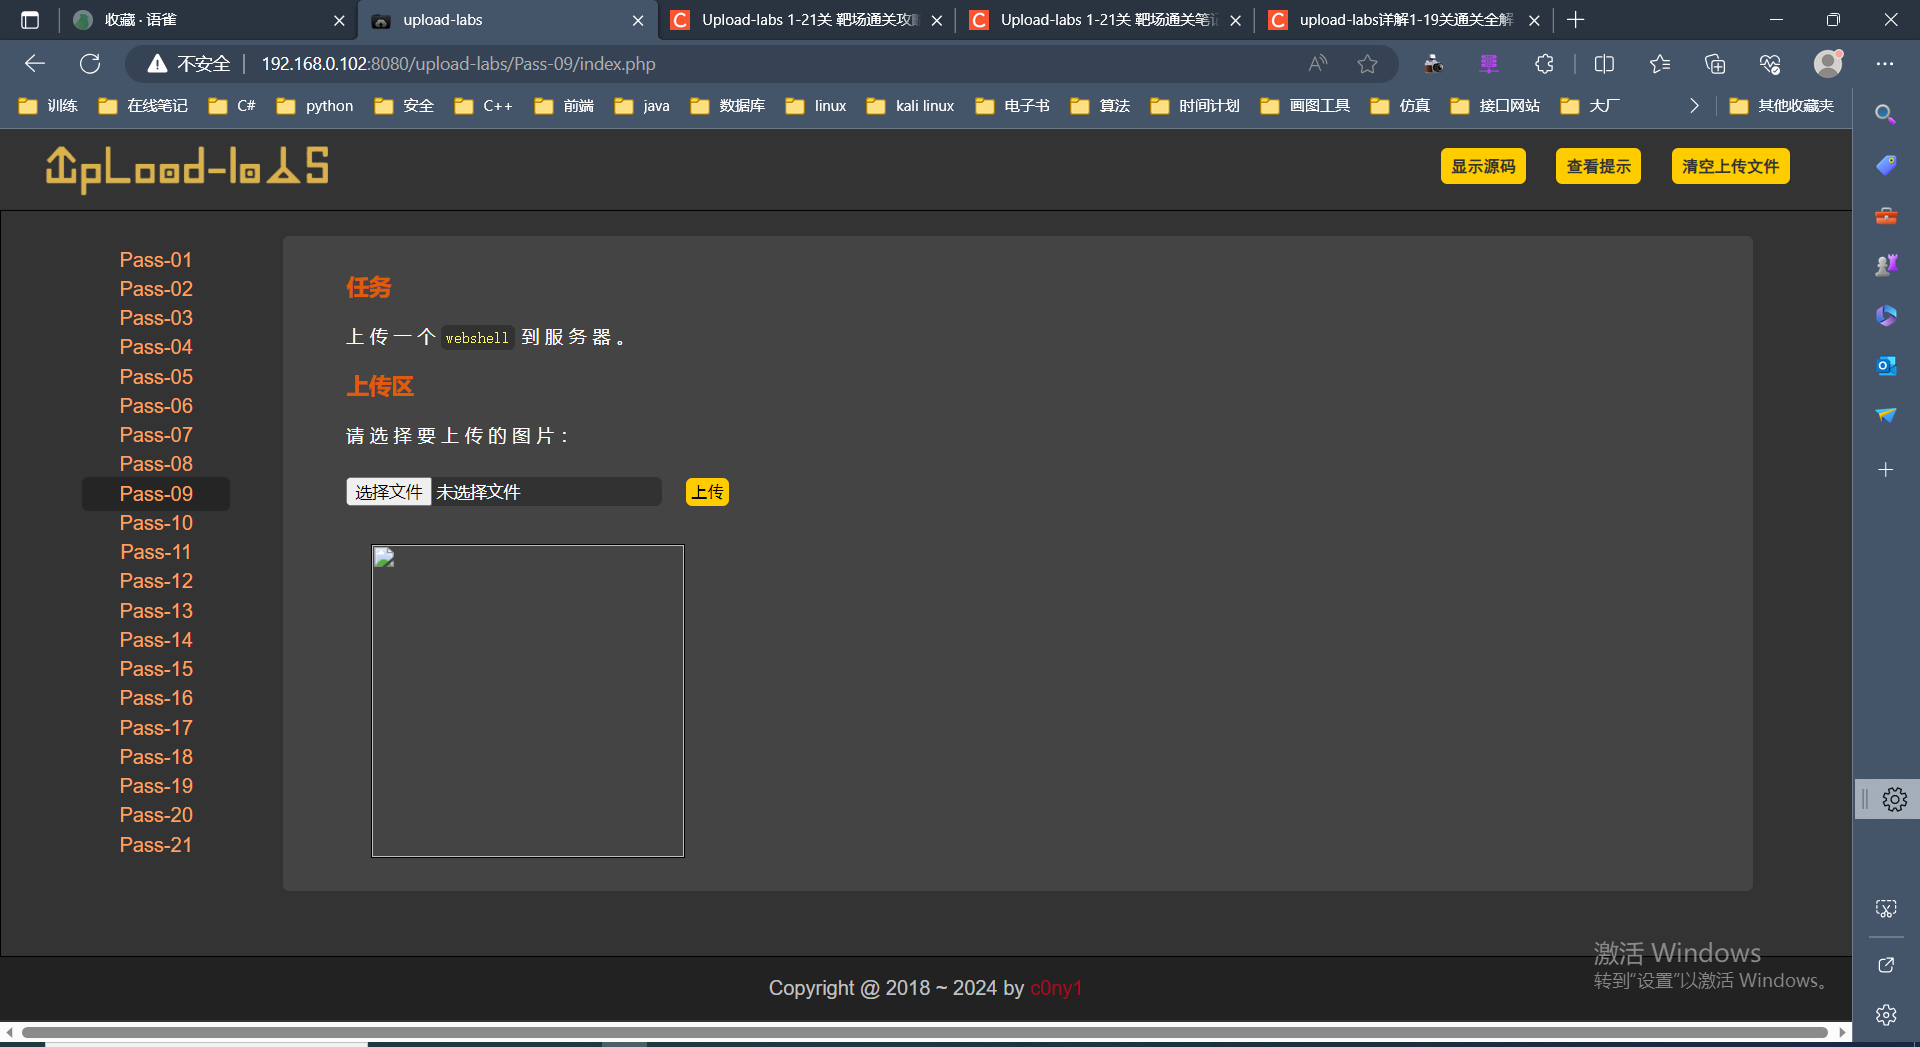 收藏 · 语雀
upload-labs
Upload-labs 1-21关 靶场通关攻略
Upload-labs 1-21关 靶场通关笔记
upload-labs详解1-19关通关全解
不安全
192.168.0.102:8080/upload-labs/Pass-09/index.php
训练 在线笔记 C# python 安全 C++ 前端 java 数据库 linux kali linux 电子书 算法 时间计划 画图工具 仿真 接口网站 大厂 其他收藏夹
UpLoad-labs
显示源码 查看提示 清空上传文件
Pass-01
Pass-02
Pass-03
Pass-04
Pass-05
Pass-06
Pass-07
Pass-08
Pass-09
Pass-10
Pass-11
Pass-12
Pass-13
Pass-14
Pass-15
Pass-16
Pass-17
Pass-18
Pass-19
Pass-20
Pass-21
任务
上传一个 webshell 到服务器。
上传区
请选择要上传的图片:
选择文件 未选择文件 上传
激活 Windows
转到"设置"以激活 Windows。
Copyright @ 2018 ~ 2024 by c0ny1